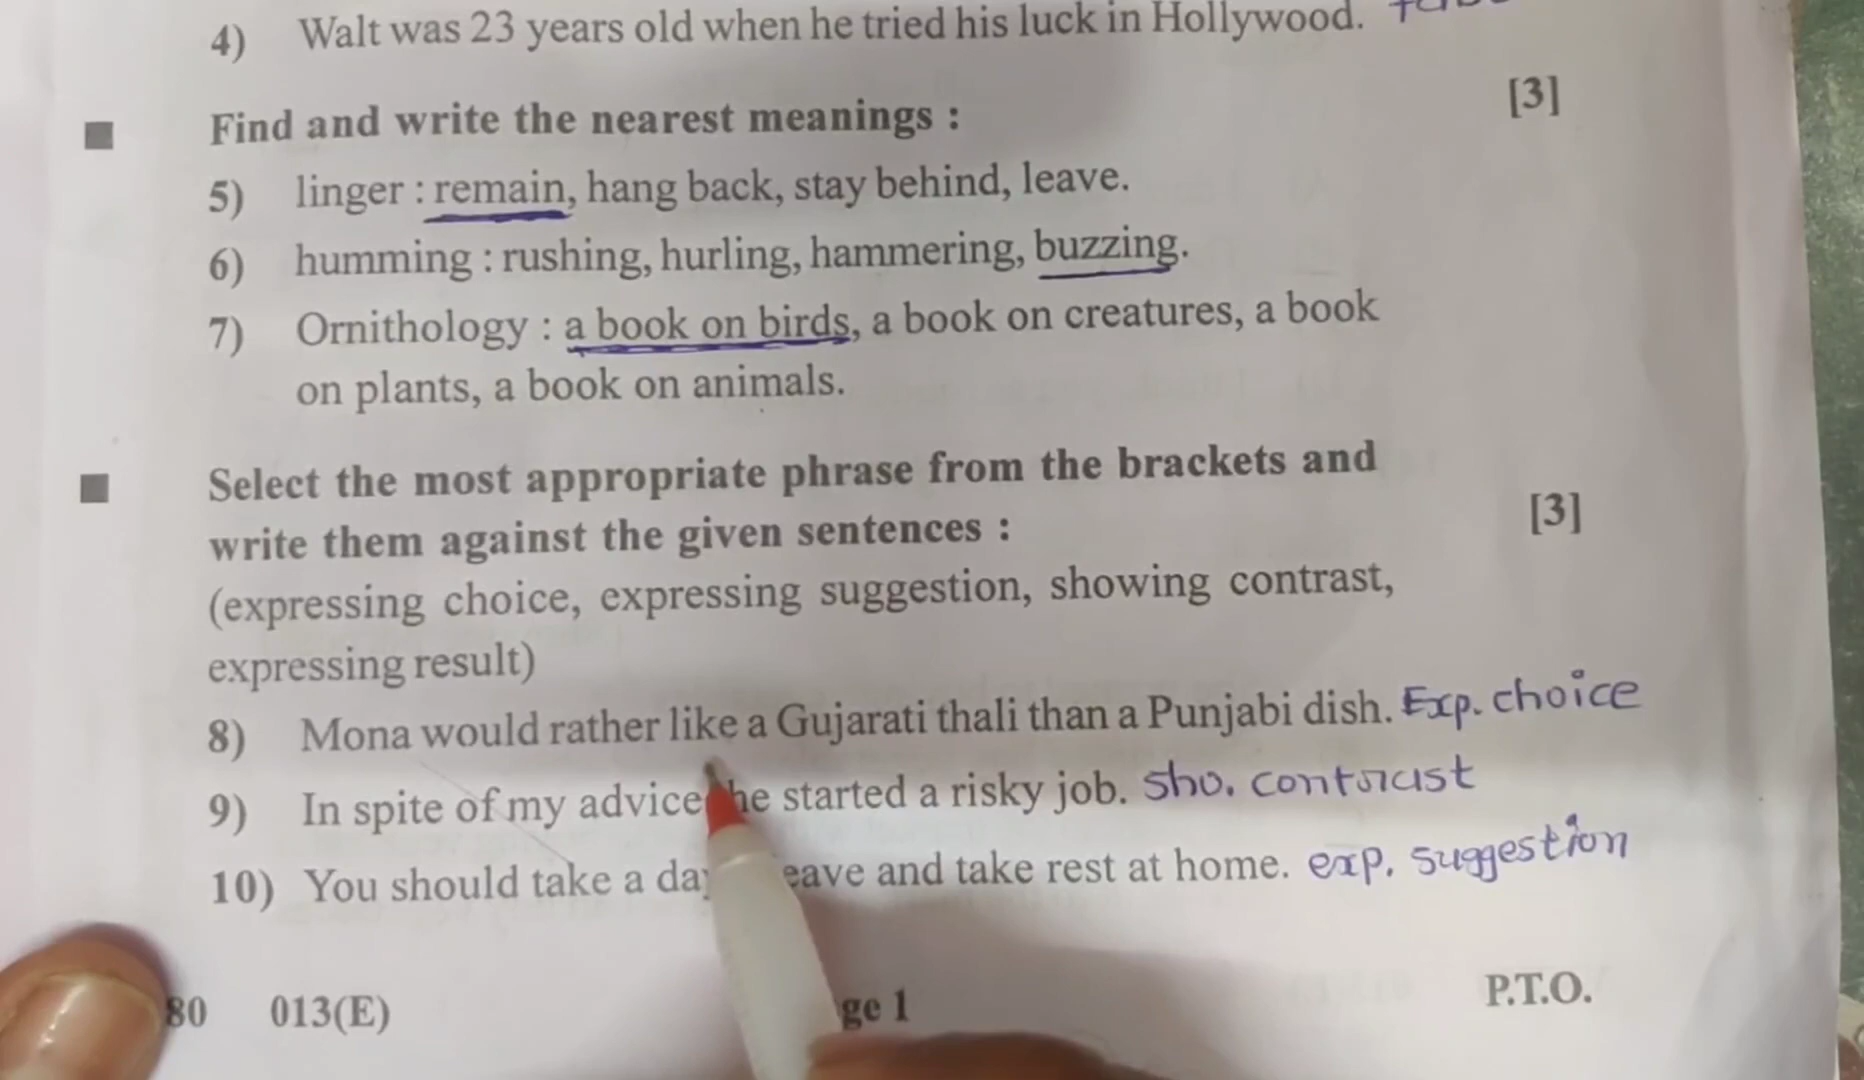 4) Walt was 23 years old when he tried his luck in Hollywood.
Find and write the nearest meanings : [3]
5) linger : remain, hang back, stay behind, leave.
6) humming : rushing, hurling, hammering, buzzing.
7) Ornithology : a book on birds, a book on creatures, a book
on plants, a book on animals.
Select the most appropriate phrase from the brackets and
write them against the given sentences : [3]
(expressing choice, expressing suggestion, showing contrast,
expressing result)
8) Mona would rather like a Gujarati thali than a Punjabi dish. Exp. choice
9) In spite of my advice he started a risky job. Sho. contrast
10) You should take a eave and take rest at home. exp. suggestion
80 013(E) ge 1 P.T.O.